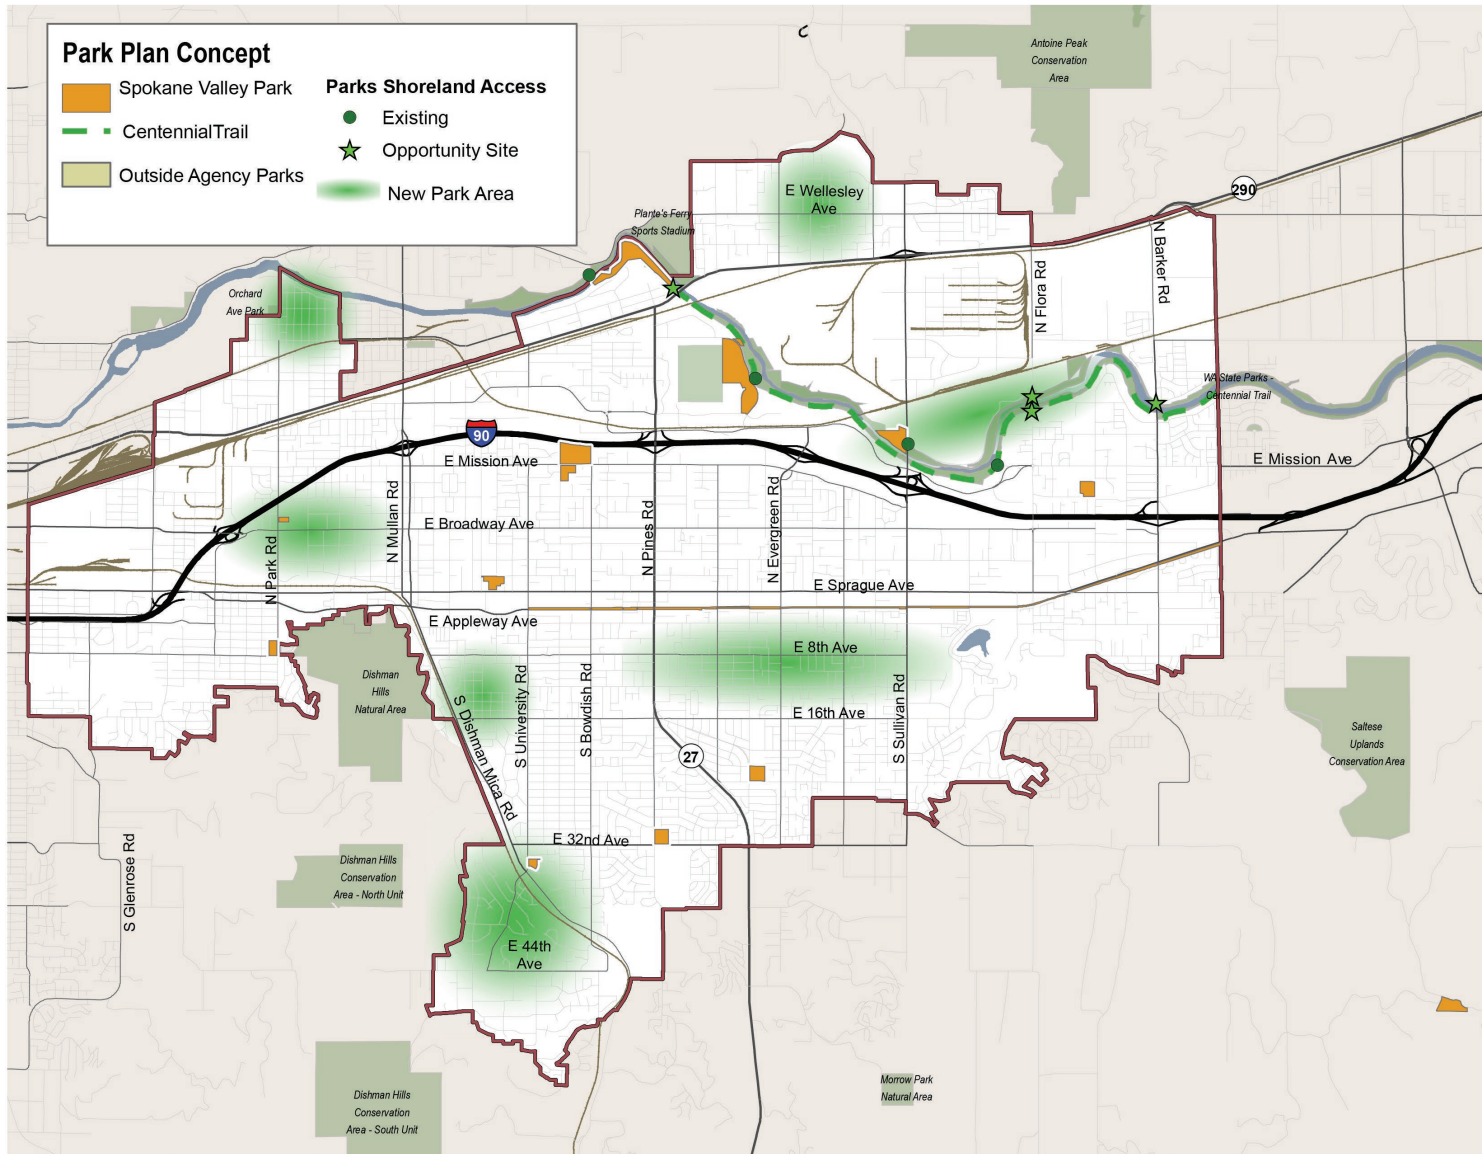 Park Plan Concept
Spokane Valley Park
CentennialTrail
Outside Agency Parks
Parks Shoreland Access
Existing
Opportunity Site
New Park Area
Antoine Peak
Conservation
Area
290
E Wellesley
Ave
Plante's Ferry
Sports Stadium
N Barker Rd
N Flora Rd
Orchard
Ave Park
WA State Parks -
Centennial Trail
90
E Mission Ave
E Mission Ave
N Mullan Rd
E Broadway Ave
N Pines Rd
N Evergreen Rd
N Park Rd
E Sprague Ave
E Appleway Ave
E 8th Ave
Dishman
Hills
Natural Area
S Dishman Mica Rd
S University Rd
S Bowdish Rd
E 16th Ave
S Sullivan Rd
27
Saltese
Uplands
Conservation Area
E 32nd Ave
S Glenrose Rd
Dishman Hills
Conservation
Area - North Unit
E 44th
Ave
Morrow Park
Natural Area
Dishman Hills
Conservation
Area - South Unit